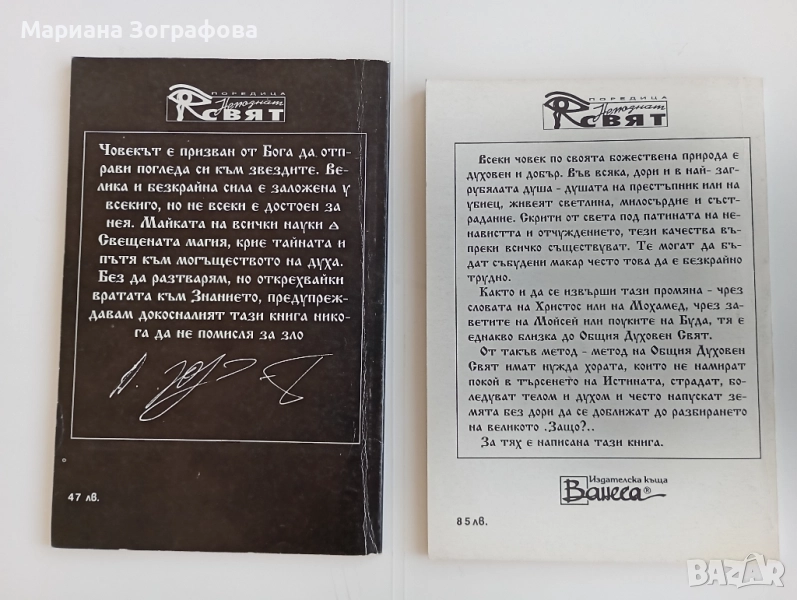 Мариана Зографова
ПОРЕДИЦА
Непознат
СВЯТ
Човекът е призван от Бога да отп-
прави погледа си към звездите. Ве-
лика и безкрайна сила е заложена у
всекиго, но не всеки е достоен за
нея. Майката на всички науки
Свещената магия, крие тайната и
пътя към могъществото на духа.
Без да разтварям, но открехвайки
вратата към Знанието, предупреж-
давам докосналият тази книга нико-
га да не помисля за зло
47 лв.
ПОРЕДИЦА
Непознат
СВЯТ
Всеки човек по своята божествена природа е
духовен и добър. Във всяка, дори и в най- заг-
рубялата душа - душата на престъпник или на
убиец, живеят светлина, милосърдие и със-
традание. Скрити от света под патината на не-
навистта и отчуждението, тези качества въ-
преки всичко съществуват. Те могат да бъ-
дат събудени макар често това да е безкрайно
трудно.
Както и да се извърши тази промяна - чрез
словата на Христос или на Мохамед, чрез за-
ветите на Мойсей или поуките на Буда, тя е
еднакво близка до Общия Духовен Свят.
От такъв метод - метод на Общия Духовен
Свят имат нужда хората, които не намират
покой в търсенето на Истината, страдат, бо-
ледуват телом и духом и често напускат зе-
мята без дори да се доближат до разбирането
на великото .Защо?..
За тях е написана тази книга.
Издателска къща
Ванеса®
85лв.
BAZAR